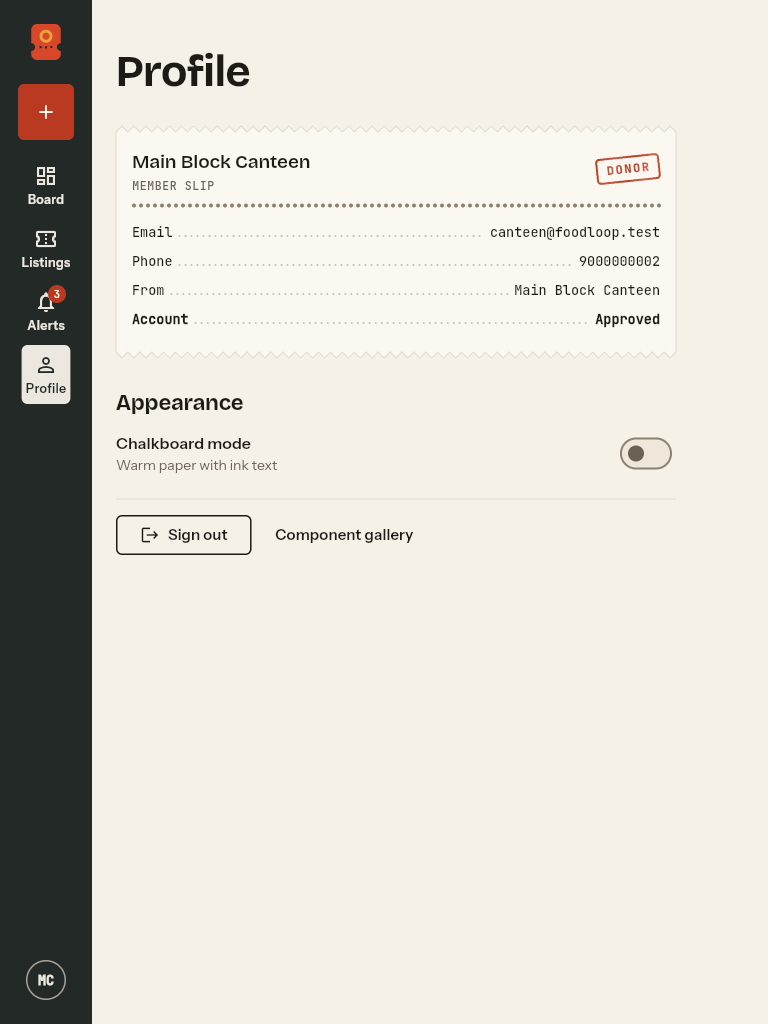 Board
Listings
3
Alerts
Profile
MC
Profile
Main Block Canteen
MEMBER SLIP
DONOR
Email canteen@foodloop.test
Phone 9000000002
From Main Block Canteen
Account Approved
Appearance
Chalkboard mode
Warm paper with ink text
Sign out
Component gallery